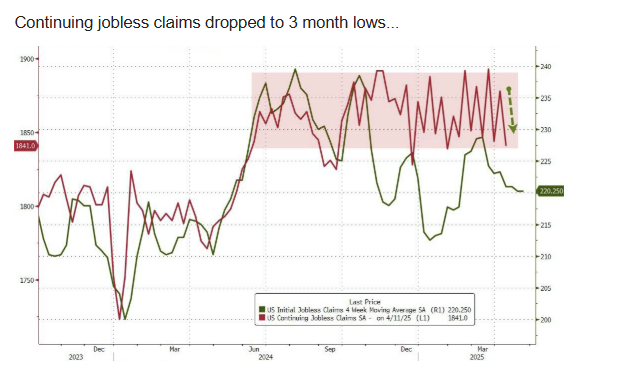 Continuing jobless claims dropped to 3 month lows...
1900
1850
1841.0
1800
1750
240
235
230
225
220.250
215
210
205
200
Last Price
US Initial Jobless Claims 4 Week Moving Average SA (R1) 220.250
US Continuing Jobless Claims SA - on 4/11/25 (L1) 1841.0
Dec Mar Jun Sep Dec Mar
2023 2024 2025